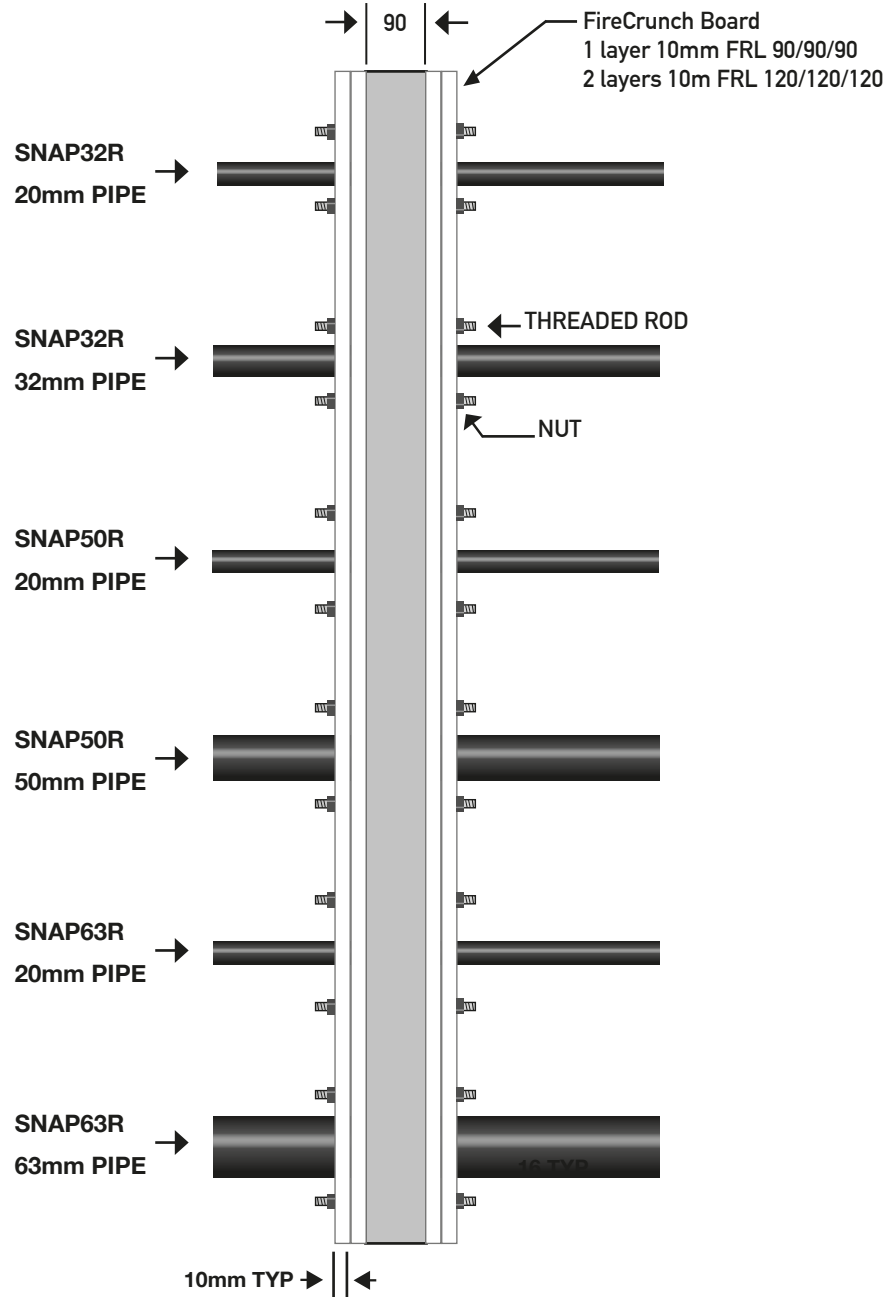 90
FireCrunch Board
1 layer 10mm FRL 90/90/90
2 layers 10m FRL 120/120/120
SNAP32R
20mm PIPE
THREADED ROD
SNAP32R
32mm PIPE
NUT
SNAP50R
20mm PIPE
SNAP50R
50mm PIPE
SNAP63R
20mm PIPE
SNAP63R
63mm PIPE
16 TYP
10mm TYP